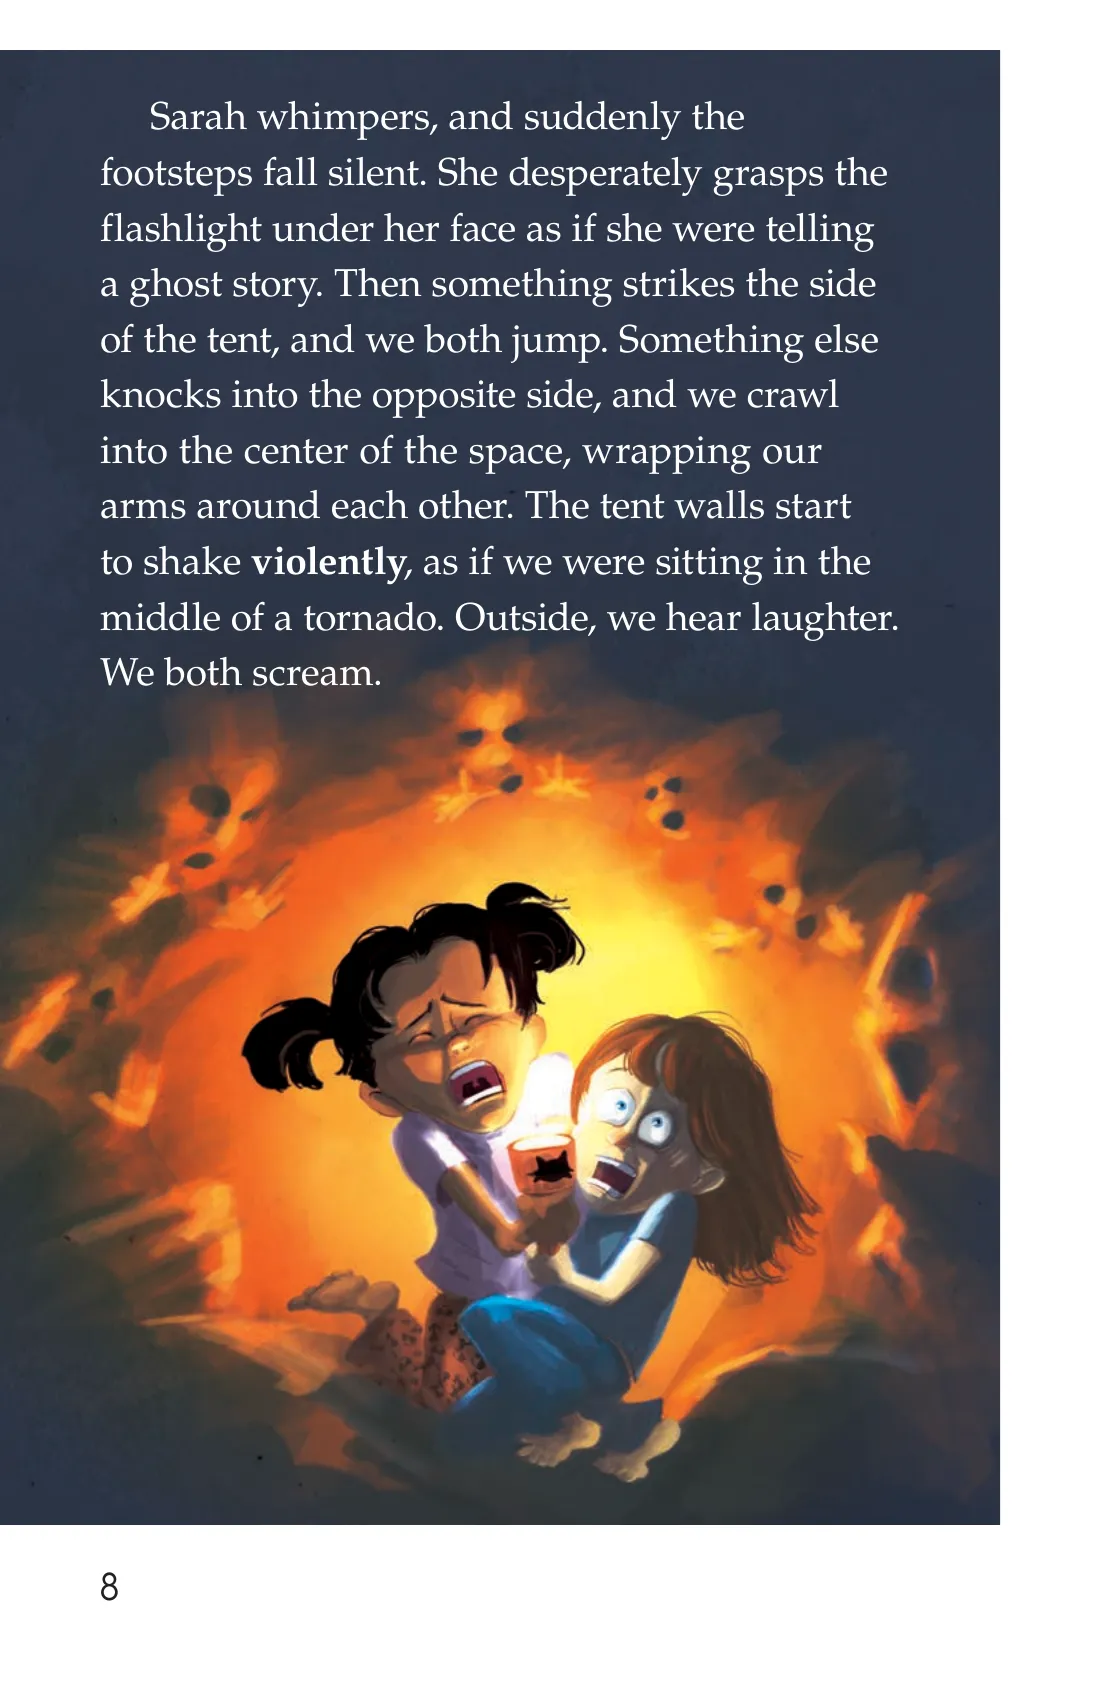 Sarah whimpers, and suddenly the
footsteps fall silent. She desperately grasps the
flashlight under her face as if she were telling
a ghost story. Then something strikes the side
of the tent, and we both jump. Something else
knocks into the opposite side, and we crawl
into the center of the space, wrapping our
arms around each other. The tent walls start
to shake violently, as if we were sitting in the
middle of a tornado. Outside, we hear laughter.
We both scream.
8